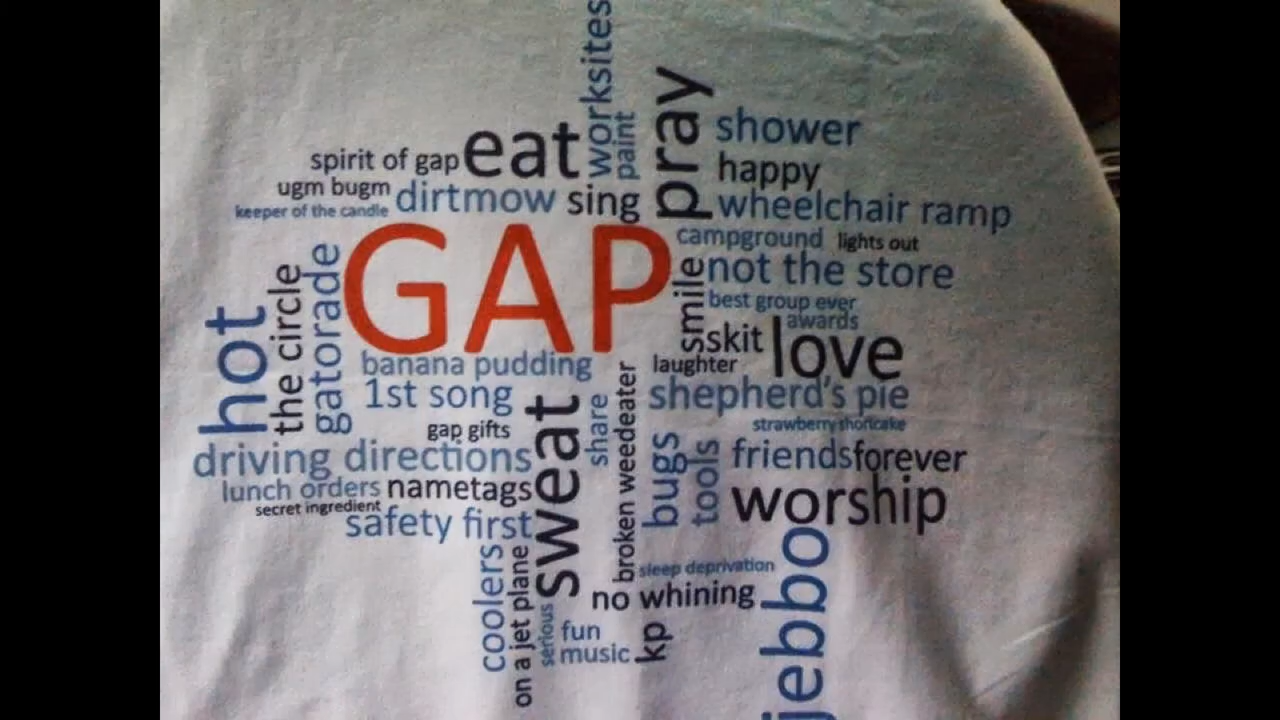 worksites
paint
pray
eat
shower
spirit of gap
happy
ugm bugm
dirtmow
sing
wheelchair ramp
keeper of the candle
GAP
campground
lights out
smile
not the store
best group ever
awards
hot
the circle
gatorade
skit
love
banana pudding
laughter
1st song
shepherd's pie
sweat
share
broken weedeater
gap gifts
strawberry shortcake
driving directions
bugs
tools
friendsforever
lunch orders
nametags
worship
secret ingredient
safety first
jebbo
coolers
on a jet plane
sleep deprivation
no whining
serious
fun
kp
music